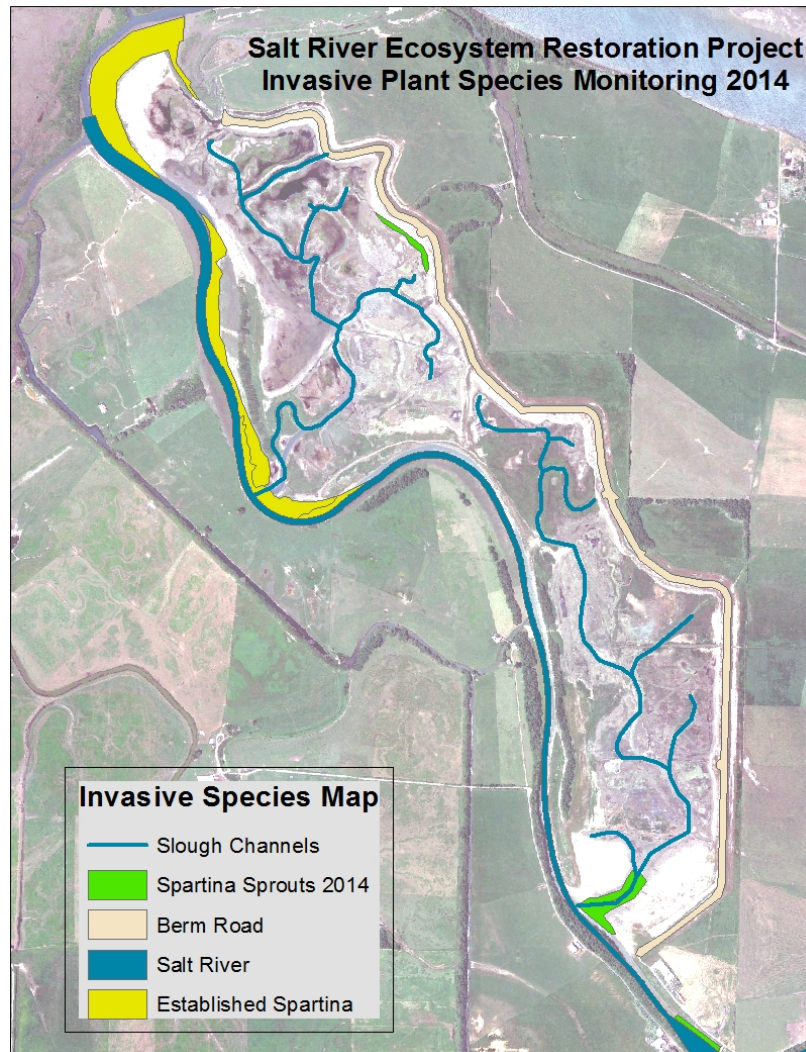 Salt River Ecosystem Restoration Project
Invasive Plant Species Monitoring 2014
Invasive Species Map
Slough Channels
Spartina Sprouts 2014
Berm Road
Salt River
Established Spartina